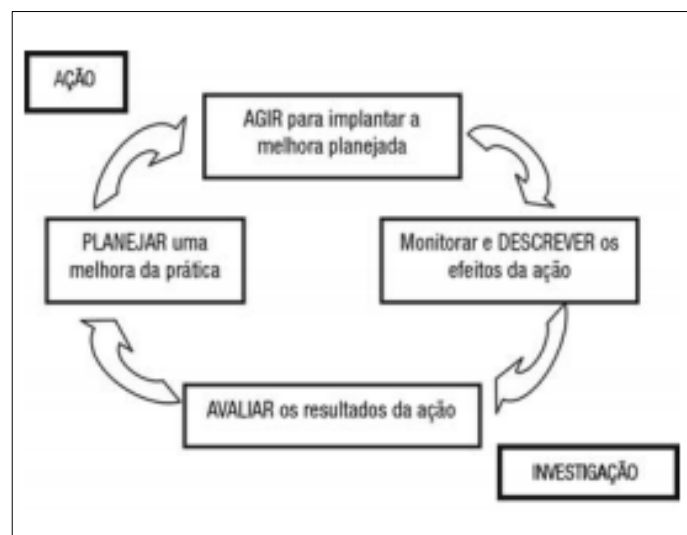 AÇÃO
AGIR para implantar a
melhora planejada
PLANEJAR uma
melhora da prática
Monitorar e DESCREVER os
efeitos da ação
AVALIAR os resultados da ação
INVESTIGAÇÃO